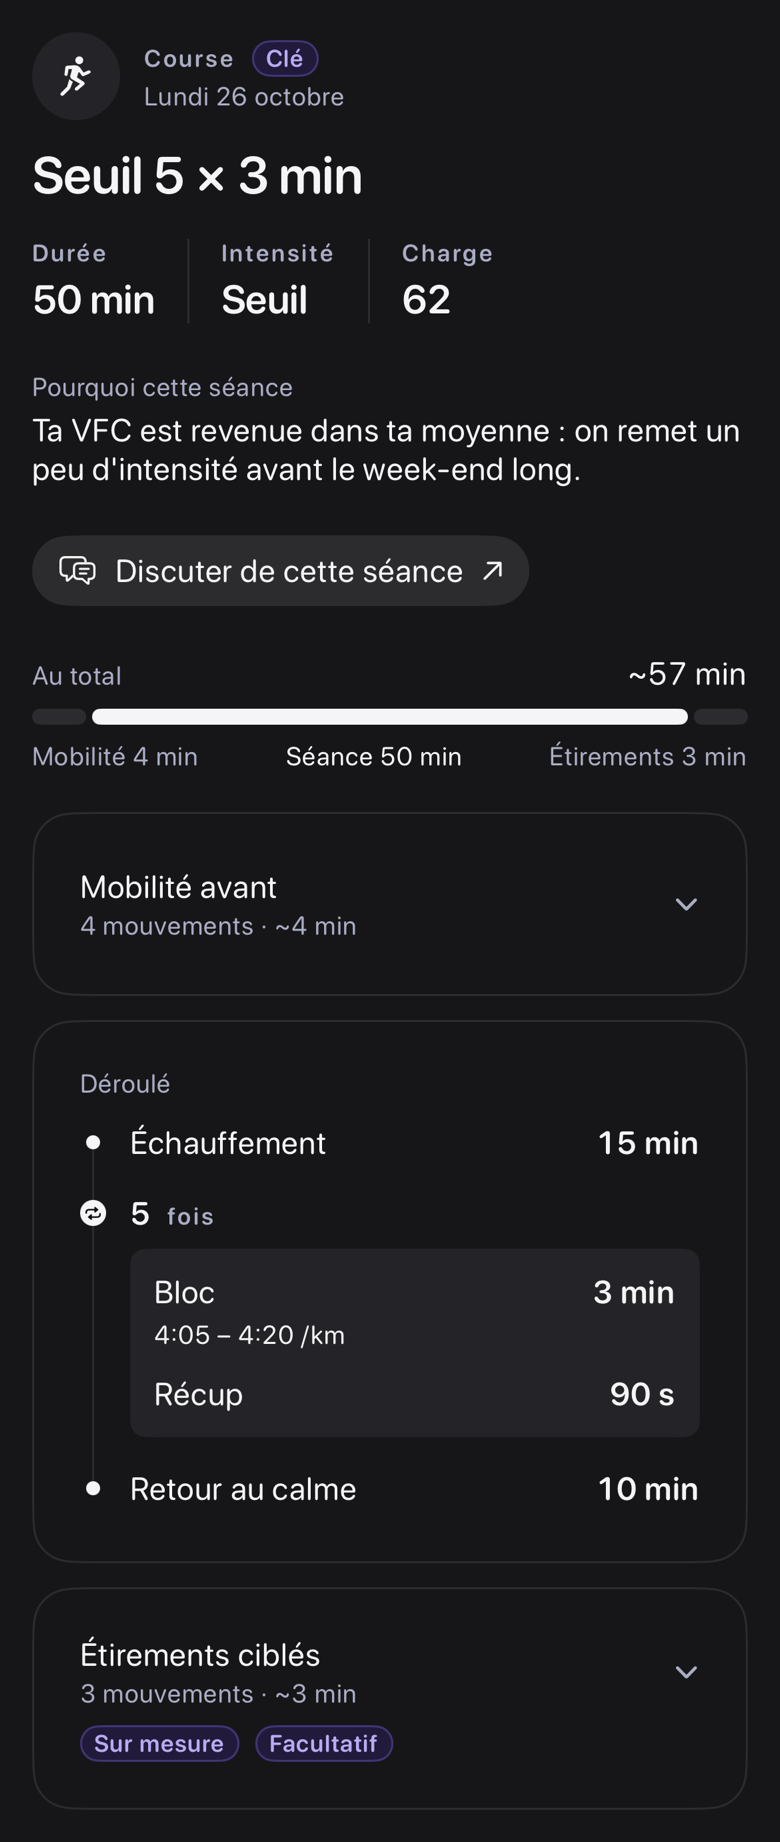 Course Clé
Lundi 26 octobre
Seuil 5 × 3 min
Durée Intensité Charge
50 min Seuil 62
Pourquoi cette séance
Ta VFC est revenue dans ta moyenne : on remet un
peu d'intensité avant le week-end long.
Discuter de cette séance
Au total ~57 min
Mobilité 4 min Séance 50 min Étirements 3 min
Mobilité avant
4 mouvements · ~4 min
Déroulé
Échauffement 15 min
5 fois
Bloc 3 min
4:05 – 4:20 /km
Récup 90 s
Retour au calme 10 min
Étirements ciblés
3 mouvements · ~3 min
Sur mesure Facultatif